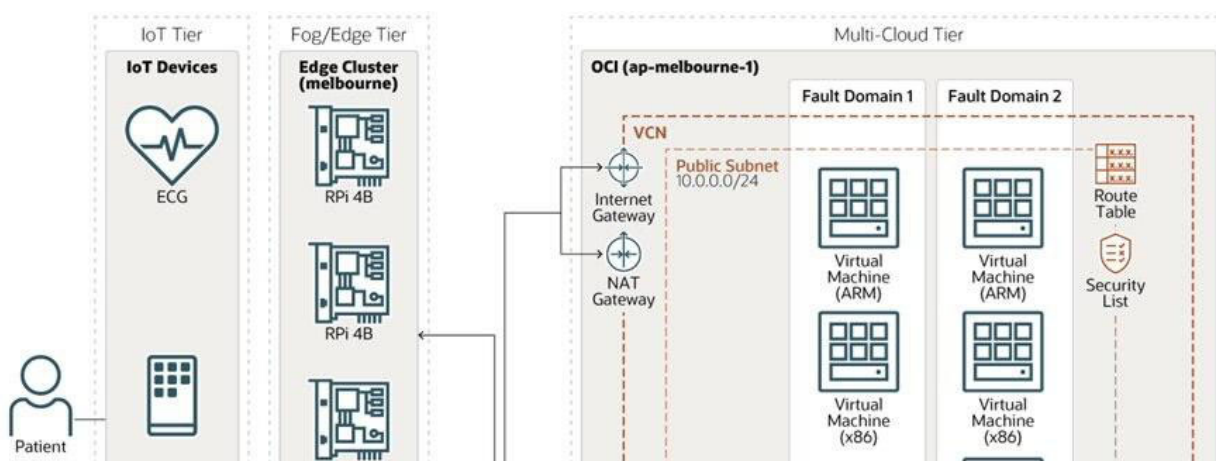 IoT Tier
Fog/Edge Tier
Multi-Cloud Tier
IoT Devices
Edge Cluster
(melbourne)
OCI (ap-melbourne-1)
Fault Domain 1
Fault Domain 2
VCN
Public Subnet
10.0.0.0/24
ECG
RPi 4B
Internet
Gateway
Route
Table
Virtual
Machine
(ARM)
Virtual
Machine
(ARM)
NAT
Gateway
Security
List
RPi 4B
Virtual
Machine
(x86)
Virtual
Machine
(x86)
Patient